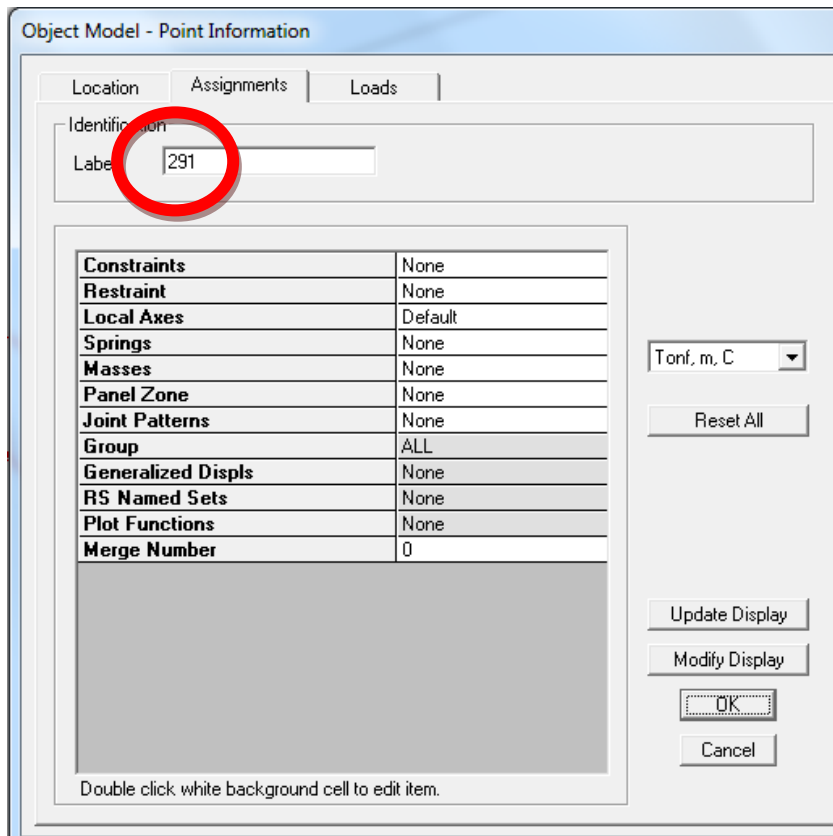 Object Model - Point Information
Location Assignments Loads
Identification
Label 291
Constraints None
Restraint None
Local Axes Default
Springs None
Masses None
Panel Zone None
Joint Patterns None
Group ALL
Generalized Displs None
RS Named Sets None
Plot Functions None
Merge Number 0
Tonf, m, C
Reset All
Update Display
Modify Display
OK
Cancel
Double click white background cell to edit item.